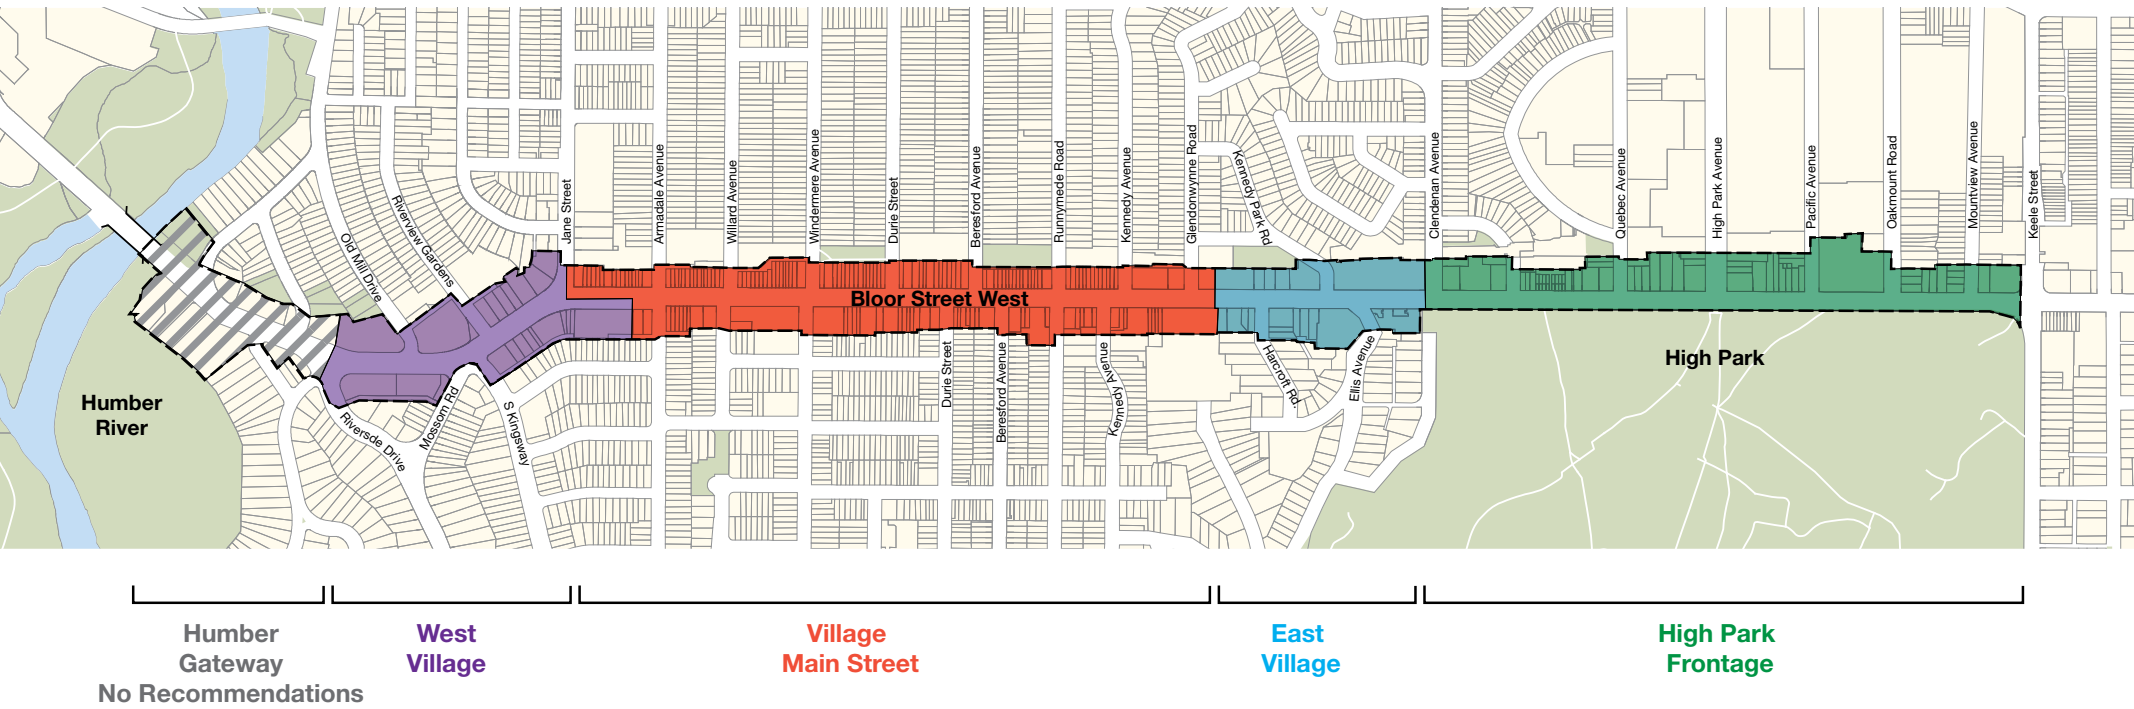 Jane Street
Armadale Avenue
Willard Avenue
Windermere Avenue
Durie Street
Beresford Avenue
Runnymede Road
Kennedy Avenue
Glendonwynne Road
Kennedy Park Rd
Clendenan Avenue
Quebec Avenue
High Park Avenue
Pacific Avenue
Oakmount Road
Mountview Avenue
Keele Street
Riverview Gardens
Old Mill Drive
Bloor Street West
High Park
Humber
River
Riversde Drive
Mossom Rd
S Kingsway
Durie Street
Beresford Avenue
Kennedy Avenue
Harcroft Rd.
Ellis Avenue
Humber
Gateway
No Recommendations
West
Village
Village
Main Street
East
Village
High Park
Frontage